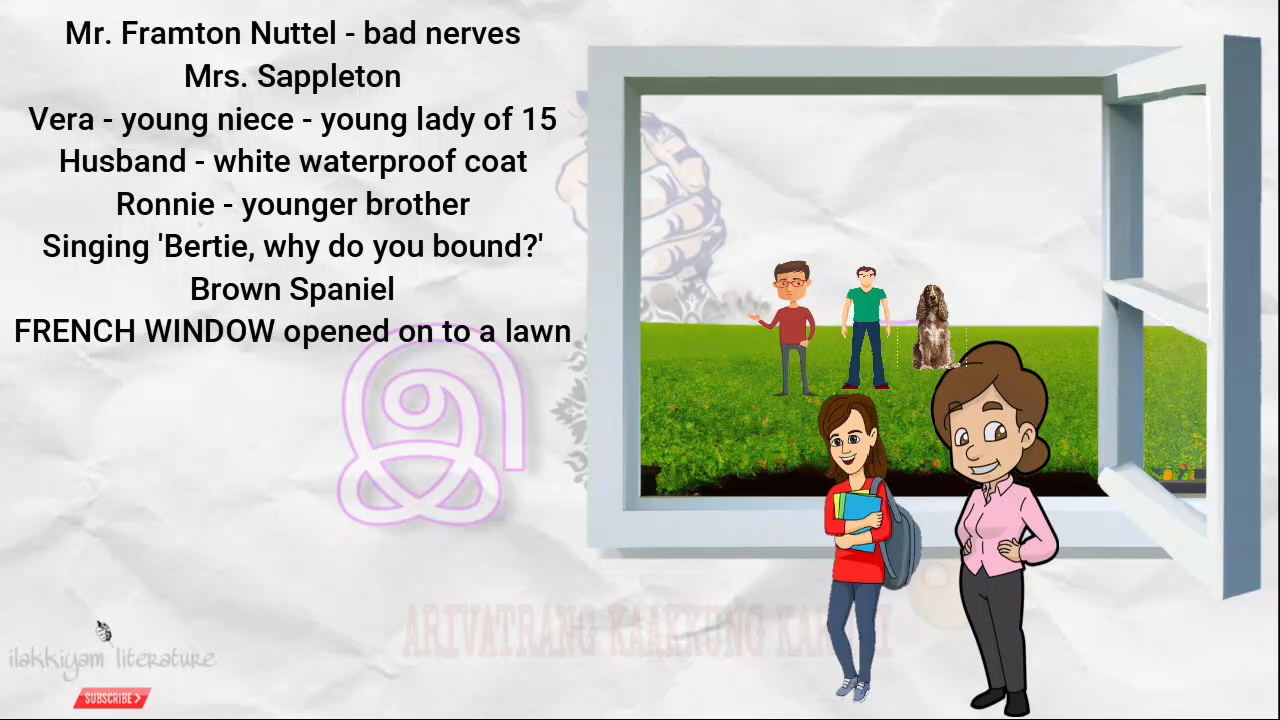 Mr. Framton Nuttel - bad nerves
Mrs. Sappleton
Vera - young niece - young lady of 15
Husband - white waterproof coat
Ronnie - younger brother
Singing 'Bertie, why do you bound?'
Brown Spaniel
FRENCH WINDOW opened on to a lawn
இ
ARIVATRANG KAAKKUNG
ilakkiyam literature
SUBSCRIBE >